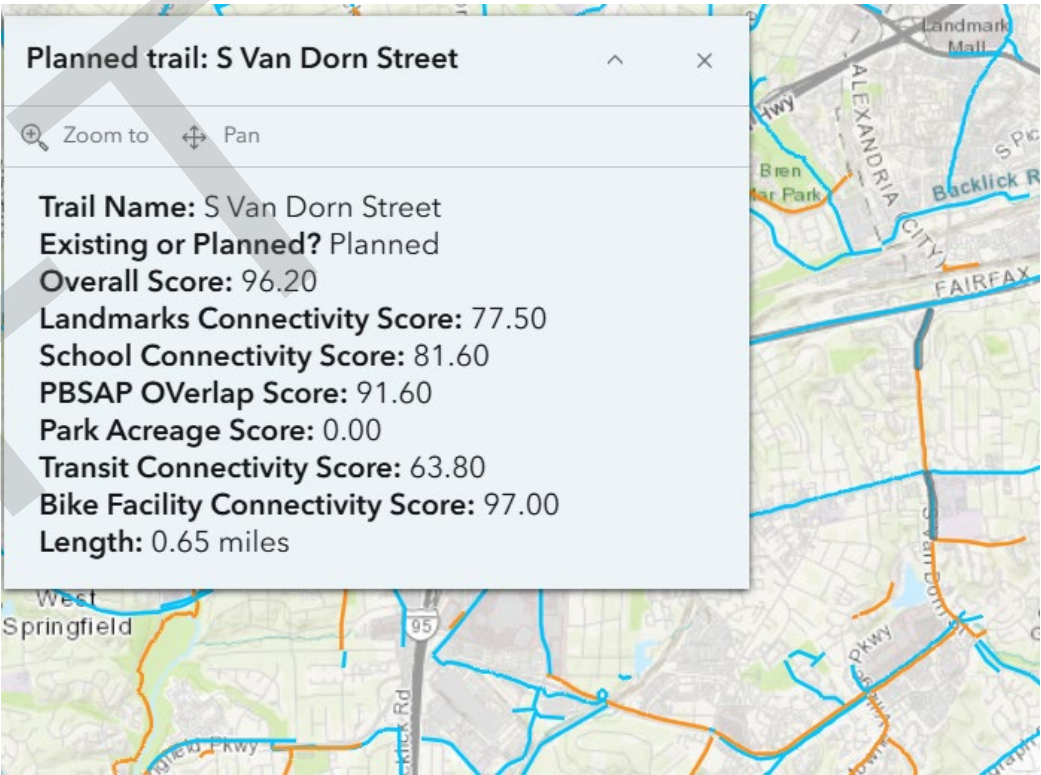 Planned trail: S Van Dorn Street
Zoom to Pan
Trail Name: S Van Dorn Street
Existing or Planned? Planned
Overall Score: 96.20
Landmarks Connectivity Score: 77.50
School Connectivity Score: 81.60
PBSAP OVerlap Score: 91.60
Park Acreage Score: 0.00
Transit Connectivity Score: 63.80
Bike Facility Connectivity Score: 97.00
Length: 0.65 miles
Landmark
Mall
Hwy
ALEXANDRIA (CITY)
S Pic
Bren
Mar Park
Backlick R
FAIRFAX
S Van Dorn St
West
Springfield
95
Pkwy
Pkwy